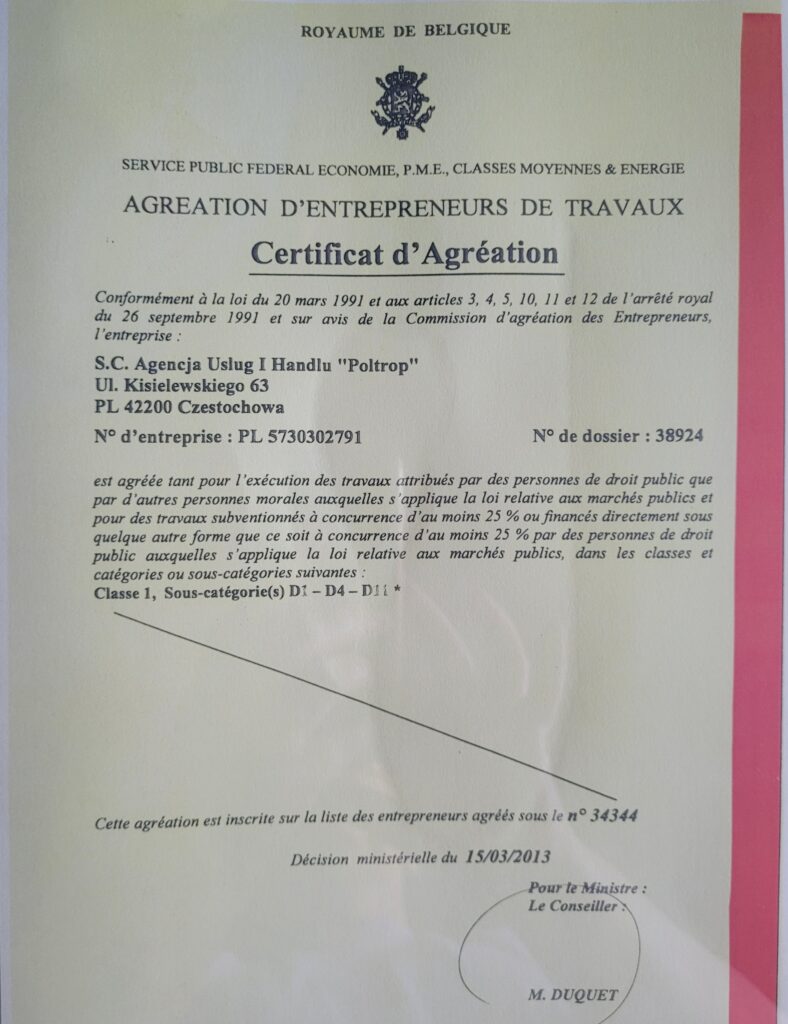 ROYAUME DE BELGIQUE
SERVICE PUBLIC FEDERAL ECONOMIE, P.M.E., CLASSES MOYENNES & ENERGIE
AGREATION D'ENTREPRENEURS DE TRAVAUX
Certificat d'Agréation
Conformément à la loi du 20 mars 1991 et aux articles 3, 4, 5, 10, 11 et 12 de l'arrêté royal
du 26 septembre 1991 et sur avis de la Commission d'agréation des Entrepreneurs,
l'entreprise :
S.C. Agencja Uslug I Handlu "Poltrop"
Ul. Kisielewskiego 63
PL 42200 Czestochowa
N° d'entreprise : PL 5730302791 N° de dossier : 38924
est agréée tant pour l'exécution des travaux attribués par des personnes de droit public que
par d'autres personnes morales auxquelles s'applique la loi relative aux marchés publics et
pour des travaux subventionnés à concurrence d'au moins 25 % ou financés directement sous
quelque autre forme que ce soit à concurrence d'au moins 25 % par des personnes de droit
public auxquelles s'applique la loi relative aux marchés publics, dans les classes et
catégories ou sous-catégories suivantes :
Classe 1, Sous-catégorie(s) D1 – D4 – *
Cette agréation est inscrite sur la liste des entrepreneurs agréés sous le n° 34344
Décision ministérielle du 15/03/2013
Pour le Ministre :
Le Conseiller :
M. DUQUET